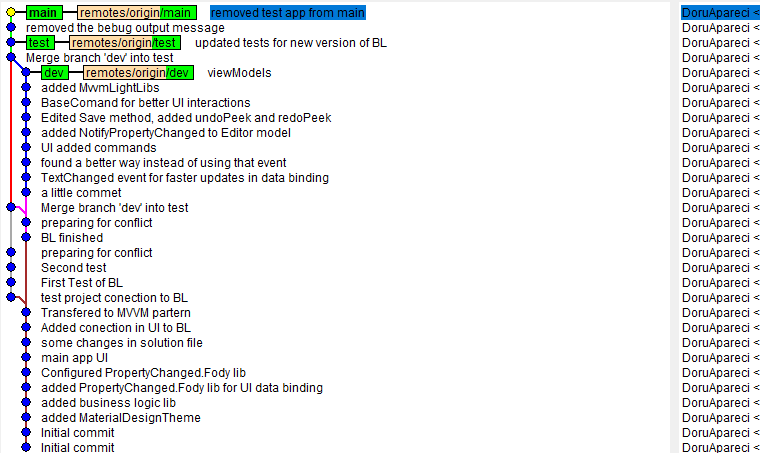 main remotes/origin/main removed test app from main DoruApareci <
removed the bebug output message DoruApareci <
test remotes/origin/test updated tests for new version of BL DoruApareci <
Merge branch 'dev' into test DoruApareci <
dev remotes/origin/dev viewModels DoruApareci <
added MvvmLightLibs DoruApareci <
BaseComand for better UI interactions DoruApareci <
Edited Save method, added undoPeek and redoPeek DoruApareci <
added NotifyPropertyChanged to Editor model DoruApareci <
UI added commands DoruApareci <
found a better way instead of using that event DoruApareci <
TextChanged event for faster updates in data binding DoruApareci <
a little commet DoruApareci <
Merge branch 'dev' into test DoruApareci <
preparing for conflict DoruApareci <
BL finished DoruApareci <
preparing for conflict DoruApareci <
Second test DoruApareci <
First Test of BL DoruApareci <
test project conection to BL DoruApareci <
Transfered to MVVM partern DoruApareci <
Added conection in UI to BL DoruApareci <
some changes in solution file DoruApareci <
main app UI DoruApareci <
Configured PropertyChanged.Fody lib DoruApareci <
added PropertyChanged.Fody lib for UI data binding DoruApareci <
added business logic lib DoruApareci <
added MaterialDesignTheme DoruApareci <
Initial commit DoruApareci <
Initial commit DoruApareci <